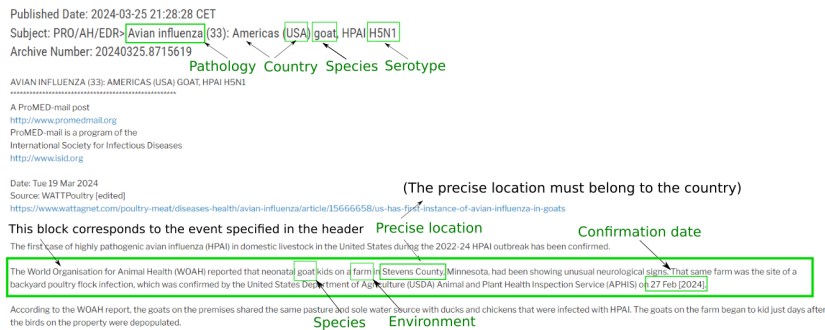 Published Date: 2024-03-25 21:28:28 CET
Subject: PRO/AH/EDR> Avian influenza (33): Americas (USA) goat, HPAI H5N1
Archive Number: 20240325.8715619
Pathology Country Species Serotype
AVIAN INFLUENZA (33): AMERICAS (USA) GOAT, HPAI H5N1
****************************************************
A ProMED-mail post
http://www.promedmail.org
ProMED-mail is a program of the
International Society for Infectious Diseases
http://www.isid.org
Date: Tue 19 Mar 2024
(The precise location must belong to the country)
Source: WATTPoultry [edited]
https://www.wattagnet.com/poultry-meat/diseases-health/avian-influenza/article/15666658/us-has-first-instance-of-avian-influenza-in-goats
This block corresponds to the event specified in the header Precise location Confirmation date
The first case of highly pathogenic avian influenza (HPAI) in domestic livestock in the United States during the 2022-24 HPAI outbreak has been confirmed.
The World Organisation for Animal Health (WOAH) reported that neonatal goat kids on a farm in Stevens County, Minnesota, had been showing unusual neurological signs. That same farm was the site of a
backyard poultry flock infection, which was confirmed by the United States Department of Agriculture (USDA) Animal and Plant Health Inspection Service (APHIS) on 27 Feb [2024].
According to the WOAH report, the goats on the premises shared the same pasture and sole water source with ducks and chickens that were infected with HPAI. The goats on the farm began to kid just days after
the birds on the property were depopulated.
Species Environment